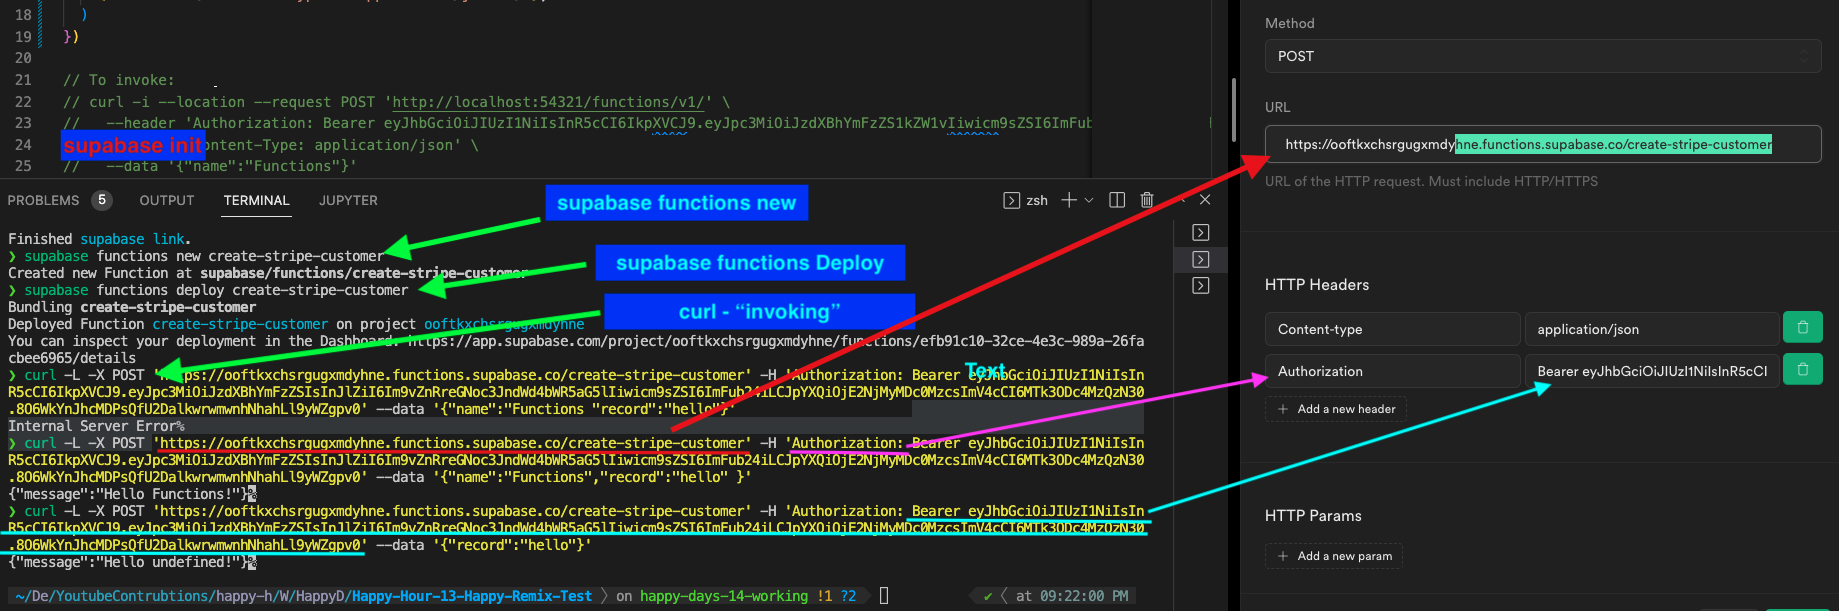 18 )
19 })
20
21 // To invoke:
22 // curl -i --location --request POST 'http://localhost:54321/functions/v1/' \
23 // --header 'Authorization: Bearer eyJhbGciOiJIUzI1NiIsInR5cCI6IkpXVCJ9.eyJpc3MiOiJzdXBhYmFzZS1kZW1vIiwicm9sZSI6ImFub
24 ontent-Type: application/json' \
supabase init
25 // --data '{"name":"Functions"}'
PROBLEMS 5 OUTPUT TERMINAL JUPYTER
zsh
supabase functions new
supabase functions Deploy
curl - “invoking”
Text
Finished supabase link.
❯ supabase functions new create-stripe-customer
Created new Function at supabase/functions/create-stripe-customer
❯ supabase functions deploy create-stripe-customer
Bundling create-stripe-customer
Deployed Function create-stripe-customer on project ooftkxchsrgugxmdyhne
You can inspect your deployment in the Dashboard: https://app.supabase.com/project/ooftkxchsrgugxmdyhne/functions/efb91c10-32ce-4e3c-989a-26fa
cbee6965/details
❯ curl -L -X POST 'https://ooftkxchsrgugxmdyhne.functions.supabase.co/create-stripe-customer' -H 'Authorization: Bearer eyJhbGciOiJIUzI1NiIsIn
R5cCI6IkpXVCJ9.eyJpc3MiOiJzdXBhYmFzZSIsInJlZiI6Im9vZnRreGNoc3JndWd4bWR5aG5lIiwicm9sZSI6ImFub24iLCJpYXQiOjE2NjMyMDc0MzcsImV4cCI6MTk3ODc4MzQzN30
.8O6WkYnJhcMDPsQfU2DalkwrwmwnhNhahLl9yWZgpv0' --data '{"name":"Functions "record":"hello"}'
Internal Server Error%
❯ curl -L -X POST 'https://ooftkxchsrgugxmdyhne.functions.supabase.co/create-stripe-customer' -H 'Authorization: Bearer eyJhbGciOiJIUzI1NiIsIn
R5cCI6IkpXVCJ9.eyJpc3MiOiJzdXBhYmFzZSIsInJlZiI6Im9vZnRreGNoc3JndWd4bWR5aG5lIiwicm9sZSI6ImFub24iLCJpYXQiOjE2NjMyMDc0MzcsImV4cCI6MTk3ODc4MzQzN30
.8O6WkYnJhcMDPsQfU2DalkwrwmwnhNhahLl9yWZgpv0' --data '{"name":"Functions","record":"hello" }'
{"message":"Hello Functions!"}%
❯ curl -L -X POST 'https://ooftkxchsrgugxmdyhne.functions.supabase.co/create-stripe-customer' -H 'Authorization: Bearer eyJhbGciOiJIUzI1NiIsIn
R5cCI6IkpXVCJ9.eyJpc3MiOiJzdXBhYmFzZSIsInJlZiI6Im9vZnRreGNoc3JndWd4bWR5aG5lIiwicm9sZSI6ImFub24iLCJpYXQiOjE2NjMyMDc0MzcsImV4cCI6MTk3ODc4MzQzN30
.8O6WkYnJhcMDPsQfU2DalkwrwmwnhNhahLl9yWZgpv0' --data '{"record":"hello"}'
{"message":"Hello undefined!"}%
~/De/YoutubeContrubtions/happy-h/W/HappyD/Happy-Hour-13-Happy-Remix-Test 〉 on happy-days-14-working !1 ?2 ✔ 〈 at 09:22:00 PM
Method
POST
URL
https://ooftkxchsrgugxmdyhne.functions.supabase.co/create-stripe-customer
URL of the HTTP request. Must include HTTP/HTTPS
HTTP Headers
Content-type application/json
Authorization Bearer eyJhbGciOiJIUzI1NiIsInR5cCI
+ Add a new header
HTTP Params
+ Add a new param